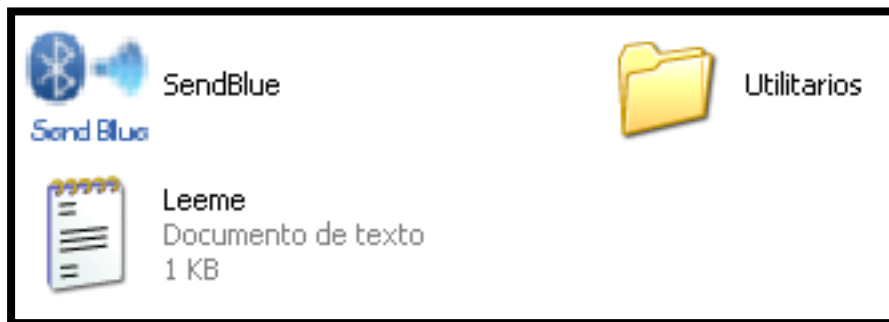 SendBlue
Send Blue
Utilitarios
Leeme
Documento de texto
1 KB